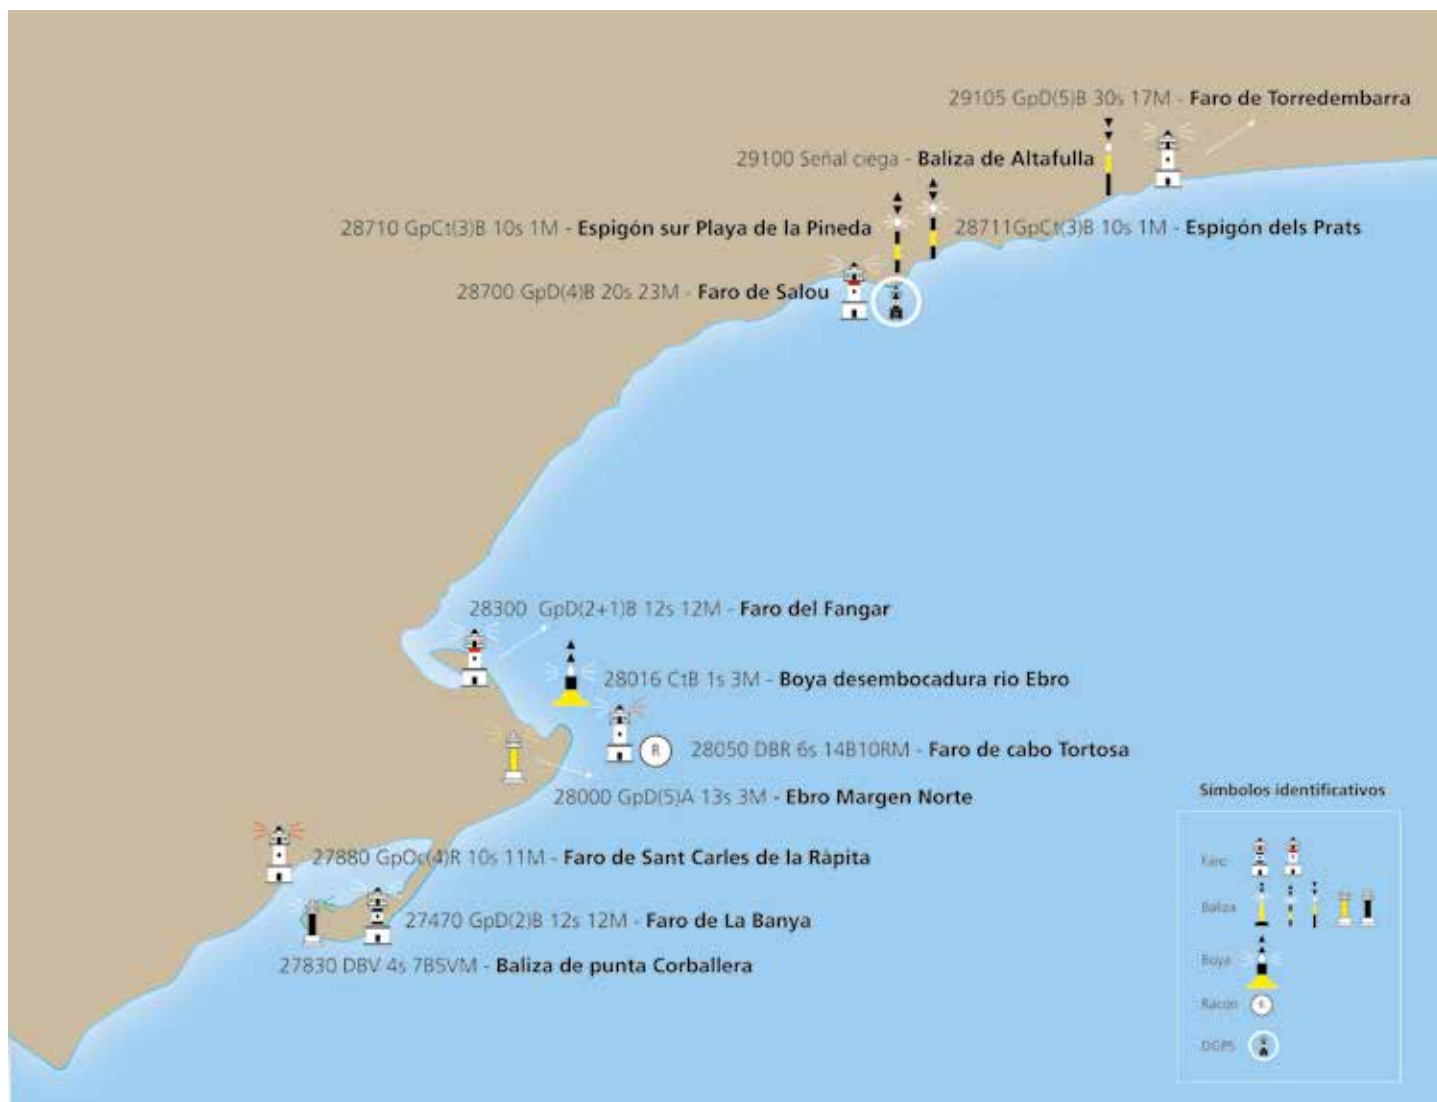 29105 GpD(5)B 30s 17M - Faro de Torredembarra
29100 Señal ciega - Baliza de Altafulla
28710 GpCt(3)B 10s 1M - Espigón sur Playa de la Pineda
28711GpCt(3)B 10s 1M - Espigón dels Prats
28700 GpD(4)B 20s 23M - Faro de Salou
28300 GpD(2+1)B 12s 12M - Faro del Fangar
28016 CtB 1s 3M - Boya desembocadura rio Ebro
R
28050 DBR 6s 14B10RM - Faro de cabo Tortosa
28000 GpD(5)A 13s 3M - Ebro Margen Norte
27880 GpOc(4)R 10s 11M - Faro de Sant Carles de la Ràpita
27470 GpD(2)B 12s 12M - Faro de La Banya
27830 DBV 4s 7B5VM - Baliza de punta Corballera
Símbolos identificativos
Faro
Baliza
Boya
Racon
R
DGPS